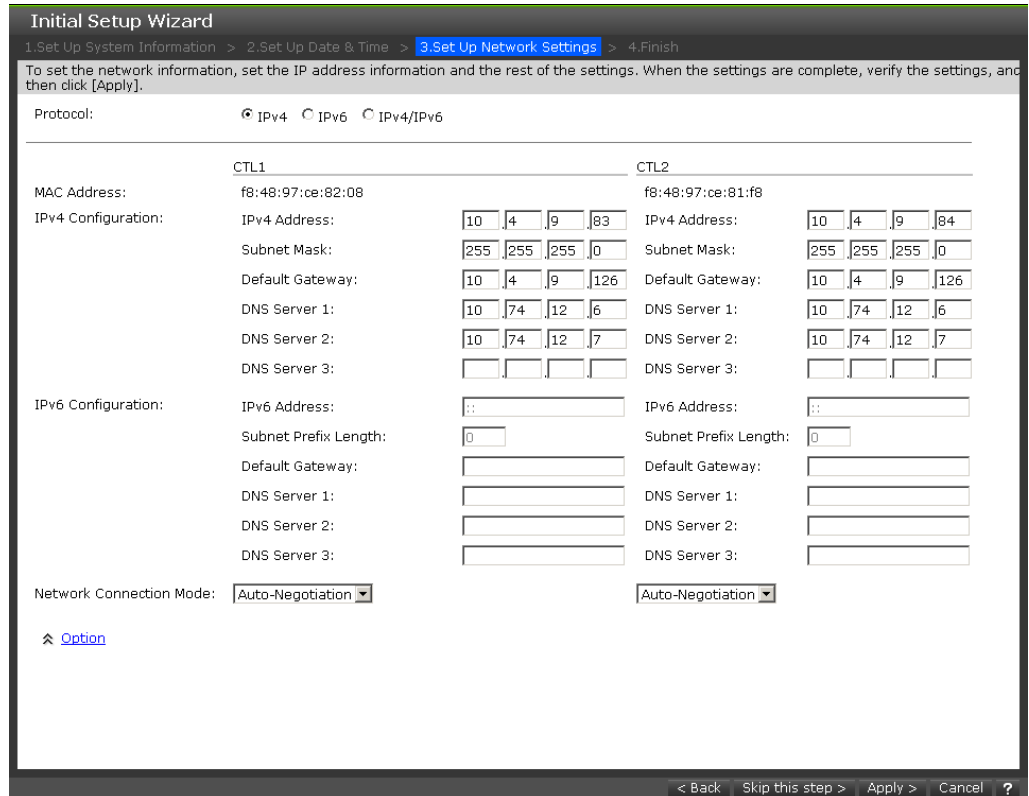 Initial Setup Wizard
1.Set Up System Information > 2.Set Up Date & Time > 3.Set Up Network Settings > 4.Finish
To set the network information, set the IP address information and the rest of the settings. When the settings are complete, verify the settings, and
then click [Apply].
Protocol: IPv4 IPv6 IPv4/IPv6
CTL1 CTL2
MAC Address: f8:48:97:ce:82:08 f8:48:97:ce:81:f8
IPv4 Configuration: IPv4 Address: 10 .4 .9 .83 IPv4 Address: 10 .4 .9 .84
Subnet Mask: 255 .255 .255 .0 Subnet Mask: 255 .255 .255 .0
Default Gateway: 10 .4 .9 .126 Default Gateway: 10 .4 .9 .126
DNS Server 1: 10 .74 .12 .6 DNS Server 1: 10 .74 .12 .6
DNS Server 2: 10 .74 .12 .7 DNS Server 2: 10 .74 .12 .7
DNS Server 3: . . . DNS Server 3: . . .
IPv6 Configuration: IPv6 Address: :: IPv6 Address: ::
Subnet Prefix Length: 0 Subnet Prefix Length: 0
Default Gateway: Default Gateway:
DNS Server 1: DNS Server 1:
DNS Server 2: DNS Server 2:
DNS Server 3: DNS Server 3:
Network Connection Mode: Auto-Negotiation Auto-Negotiation
Option
< Back Skip this step > Apply > Cancel ?